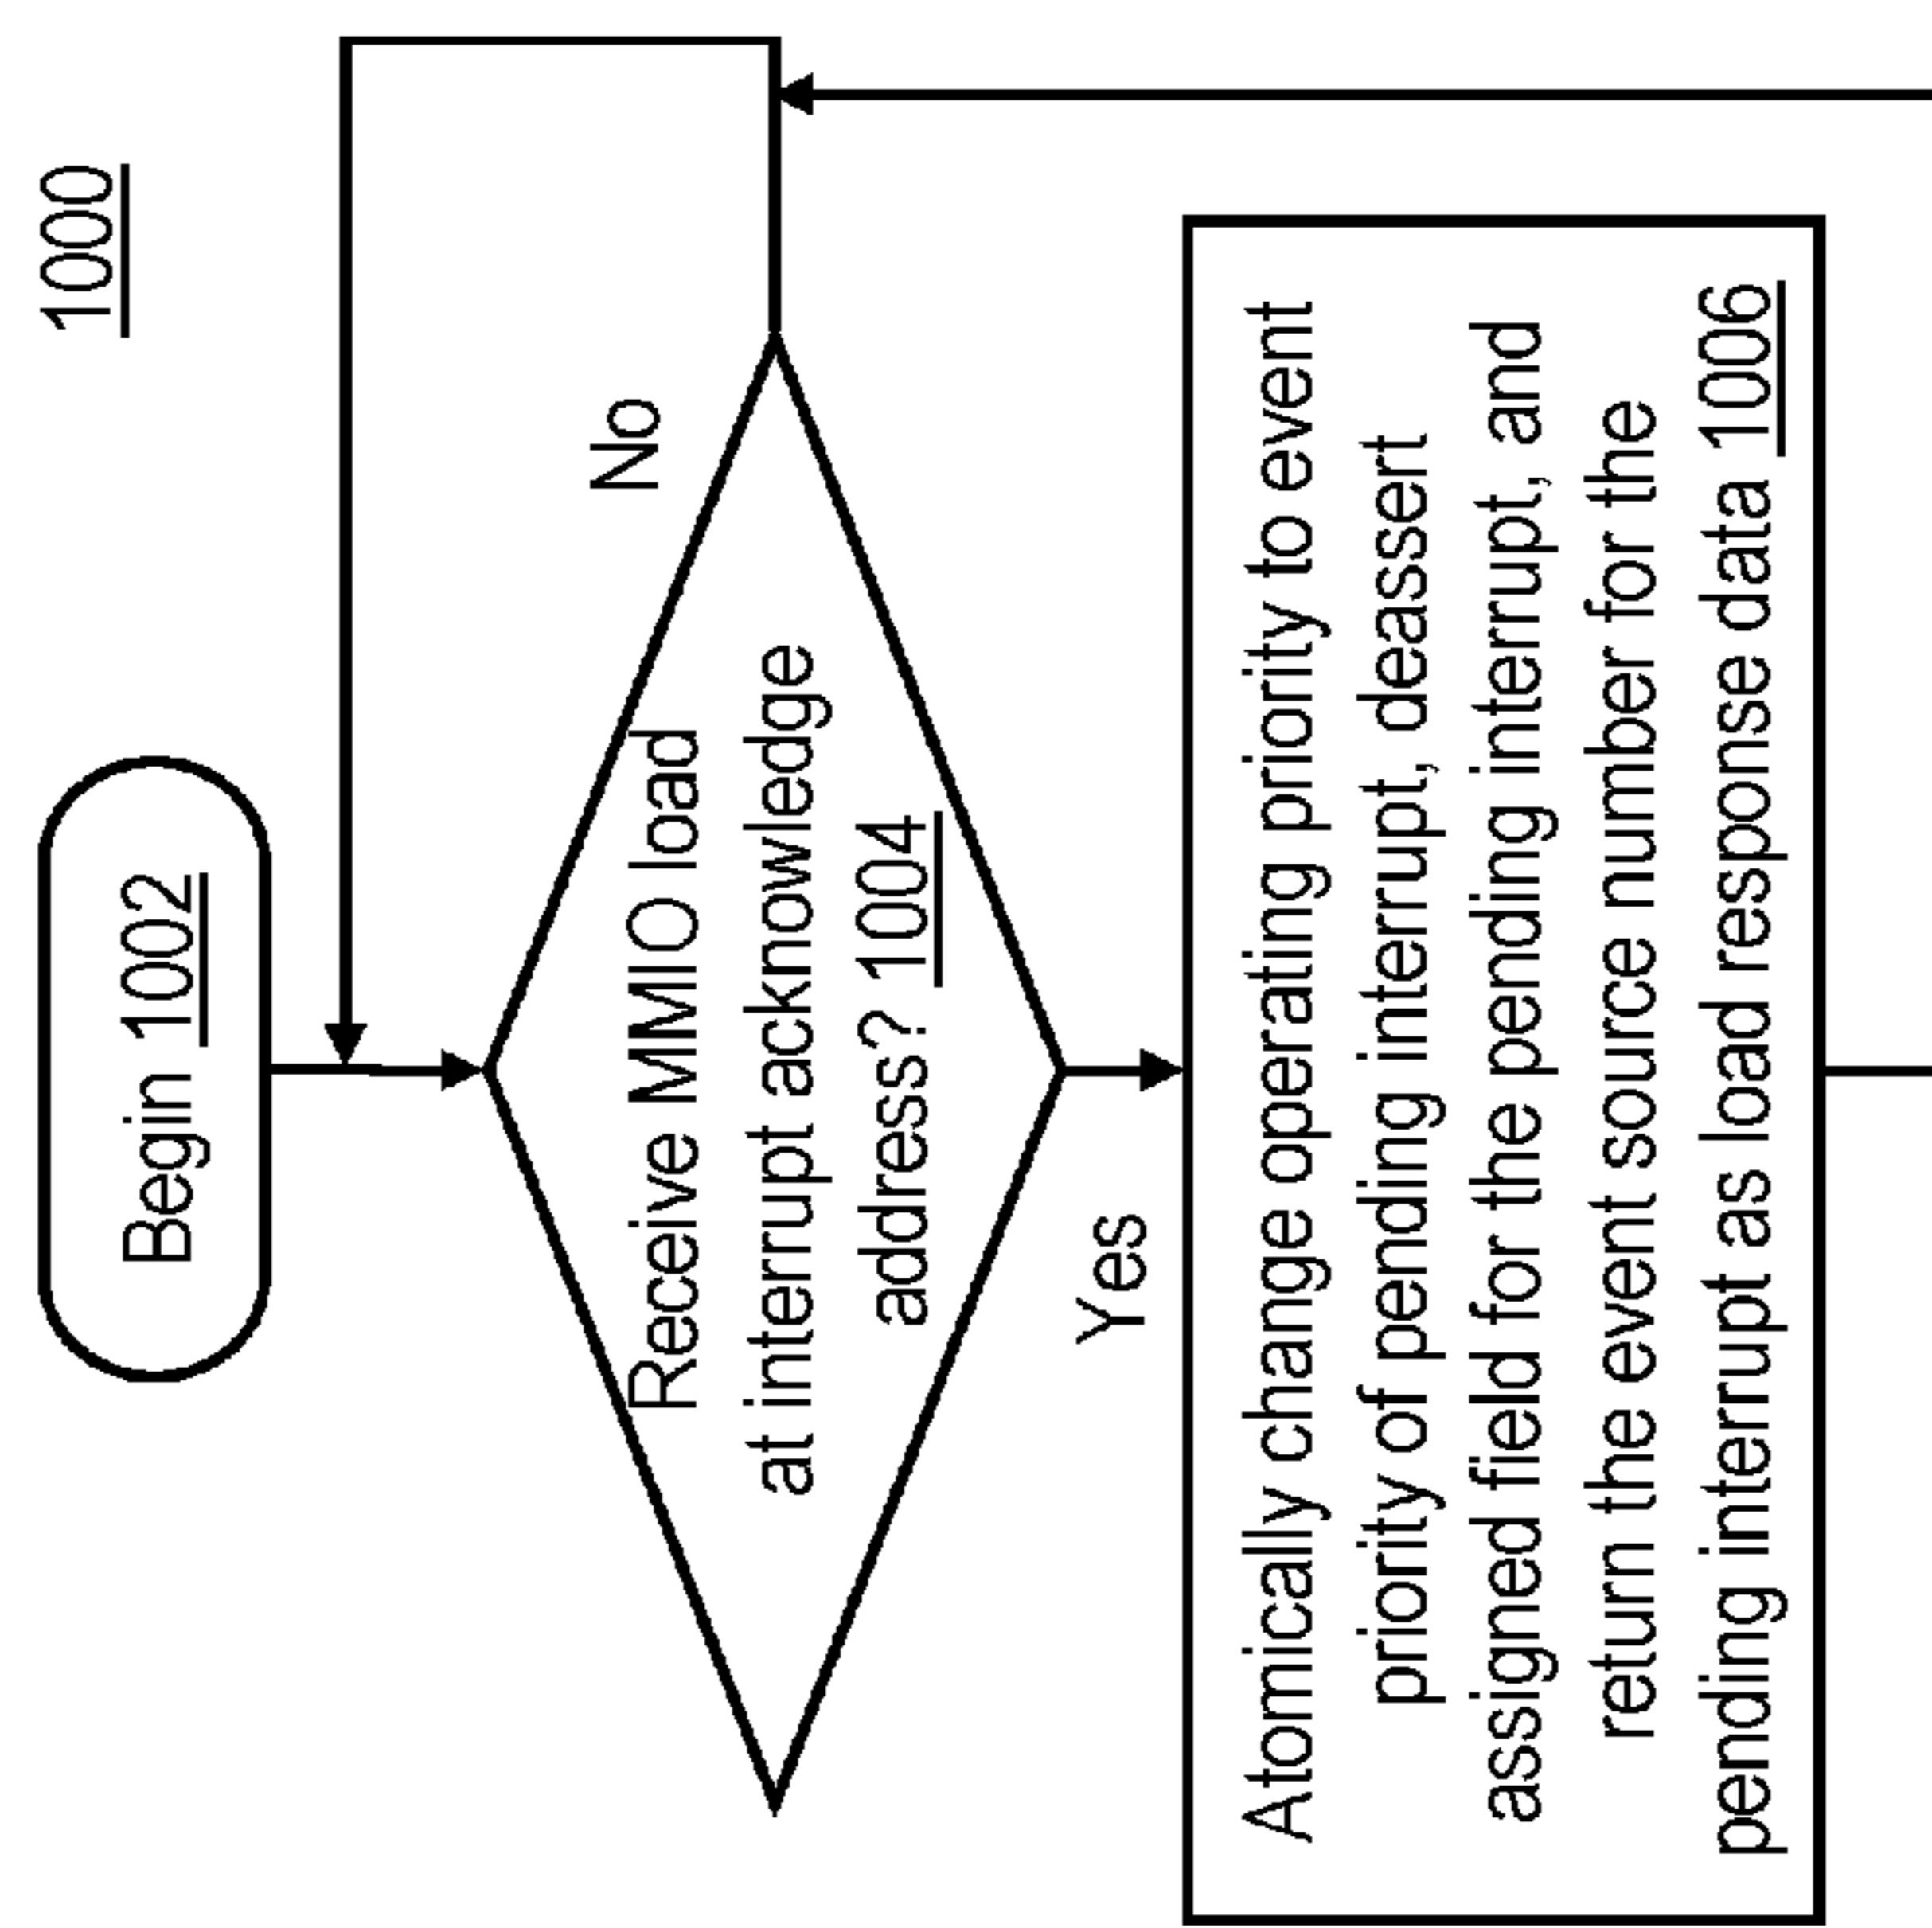 1000
Begin 1002
Receive MMIO load
at interrupt acknowledge
address? 1004
No
Yes
Atomically change operating priority to event
priority of pending interrupt, deassert
assigned field for the pending interrupt, and
return the event source number for the
pending interrupt as load response data 1006